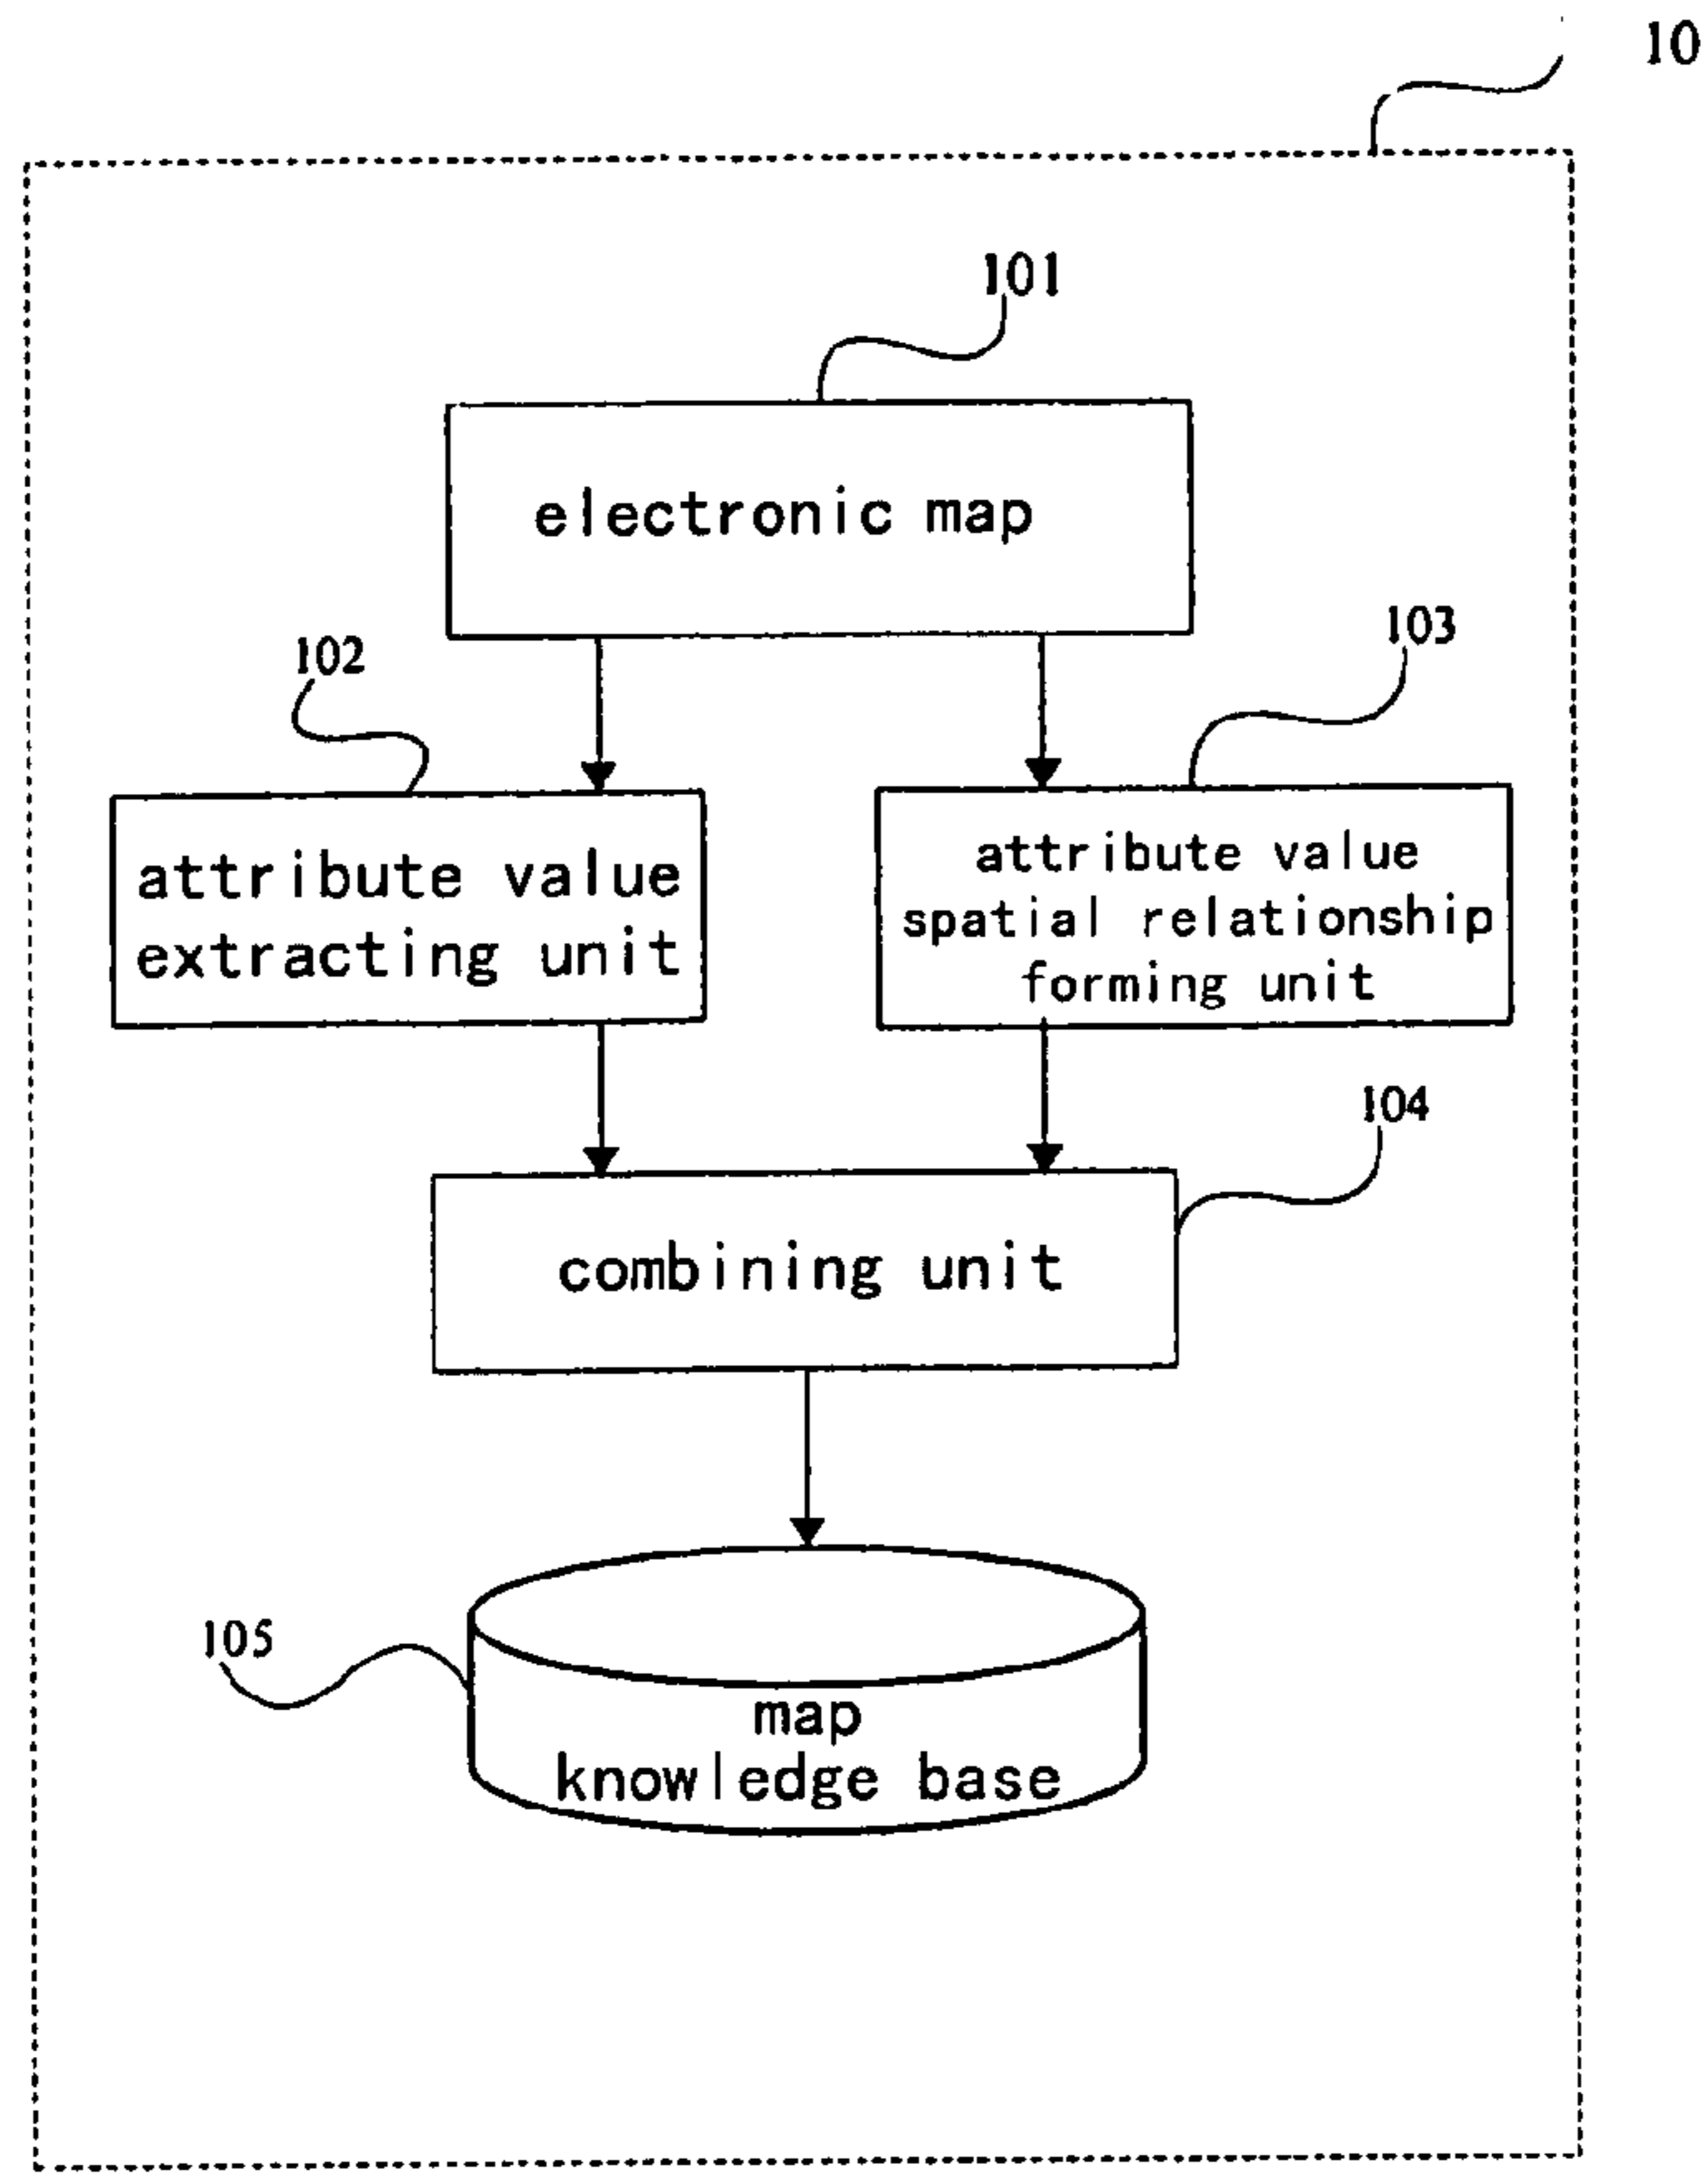 10
101
electronic map
102
103
attribute value
extracting unit
attribute value
spatial relationship
forming unit
104
combining unit
105
map
knowledge base